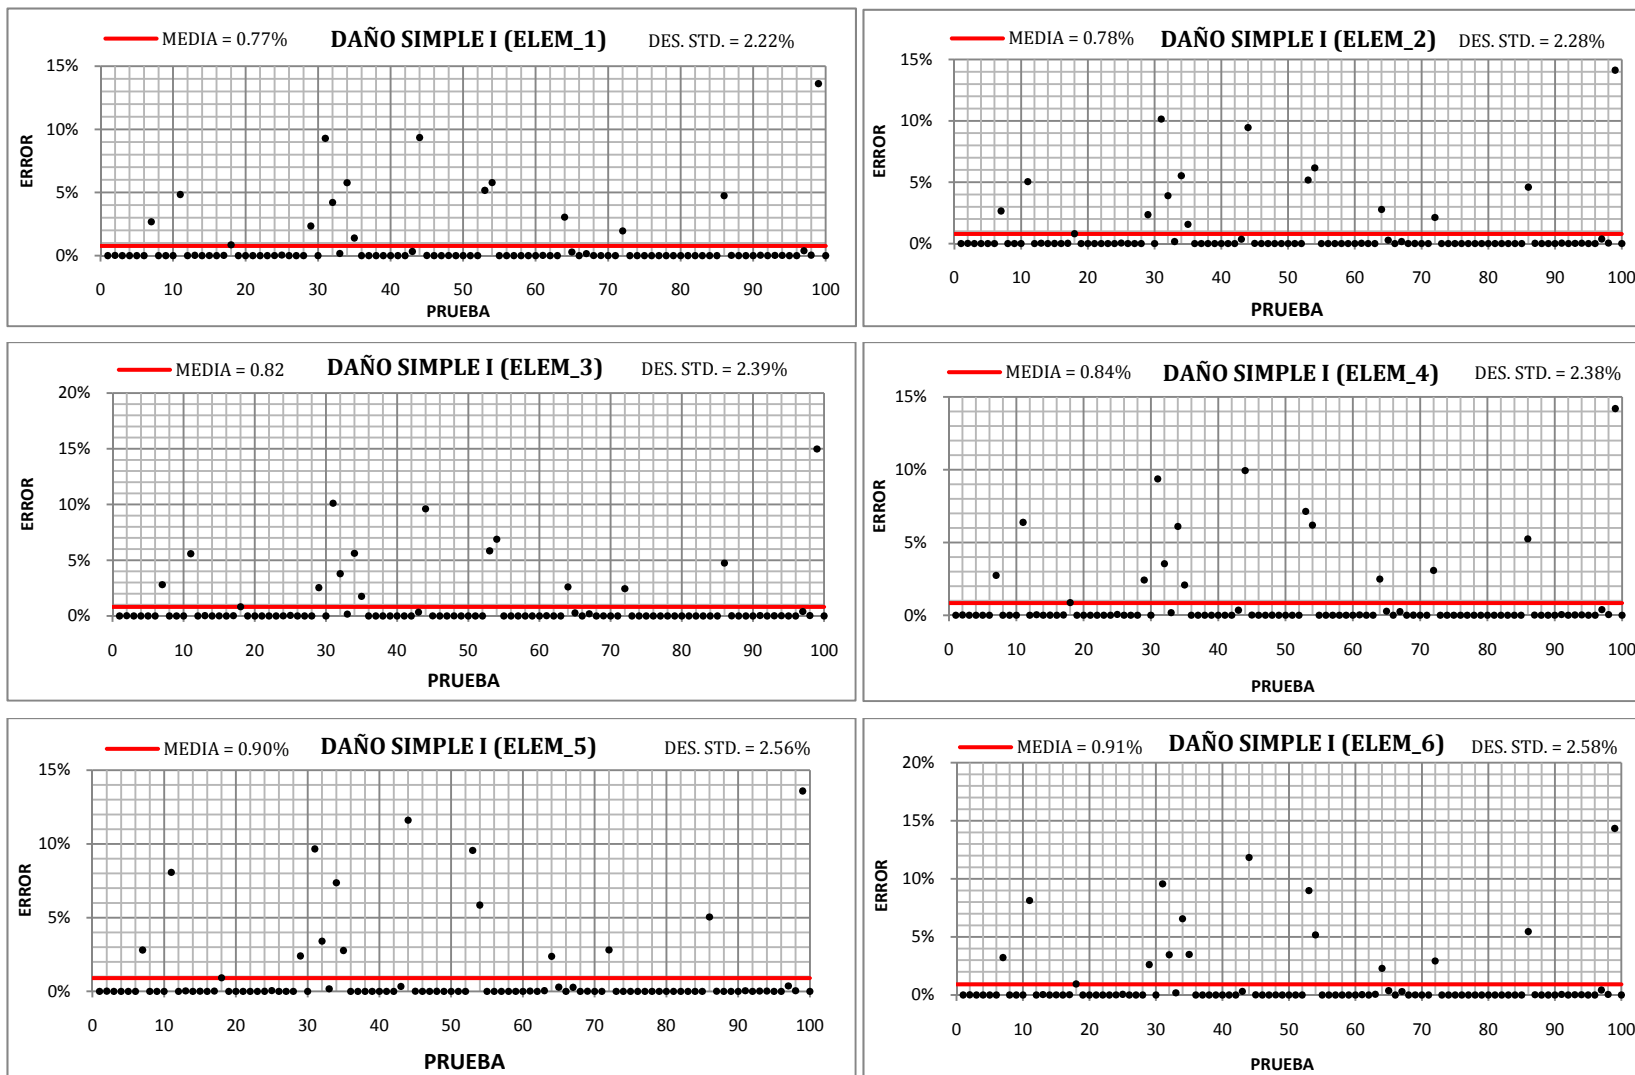 MEDIA = 0.77% DAÑO SIMPLE I (ELEM_1) DES. STD. = 2.22%
15%
10%
5%
0%
ERROR
0 10 20 30 40 50 60 70 80 90 100
PRUEBA
MEDIA = 0.78% DAÑO SIMPLE I (ELEM_2) DES. STD. = 2.28%
15%
10%
5%
0%
ERROR
0 10 20 30 40 50 60 70 80 90 100
PRUEBA
MEDIA = 0.82 DAÑO SIMPLE I (ELEM_3) DES. STD. = 2.39%
20%
15%
10%
5%
0%
ERROR
0 10 20 30 40 50 60 70 80 90 100
PRUEBA
MEDIA = 0.84% DAÑO SIMPLE I (ELEM_4) DES. STD. = 2.38%
15%
10%
5%
0%
ERROR
0 10 20 30 40 50 60 70 80 90 100
PRUEBA
MEDIA = 0.90% DAÑO SIMPLE I (ELEM_5) DES. STD. = 2.56%
15%
10%
5%
0%
ERROR
0 10 20 30 40 50 60 70 80 90 100
PRUEBA
MEDIA = 0.91% DAÑO SIMPLE I (ELEM_6) DES. STD. = 2.58%
20%
15%
10%
5%
0%
ERROR
0 10 20 30 40 50 60 70 80 90 100
PRUEBA